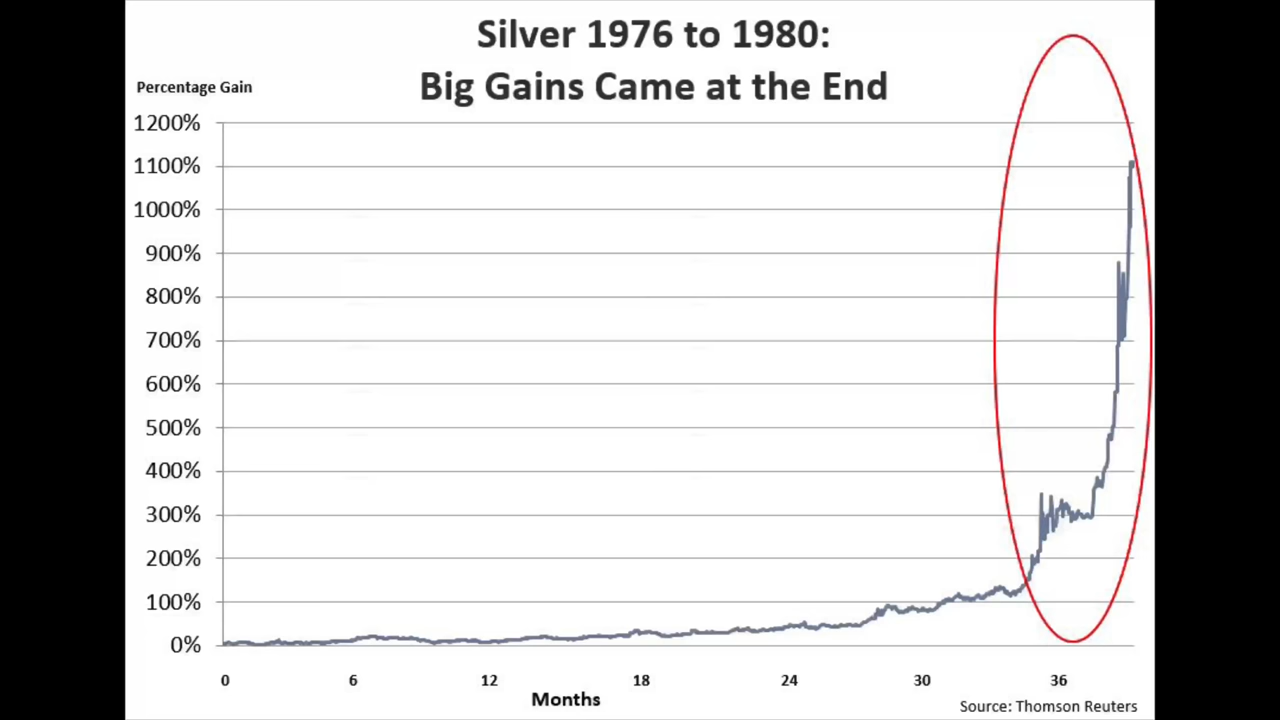 Silver 1976 to 1980:
Big Gains Came at the End
Percentage Gain
1200%
1100%
1000%
900%
800%
700%
600%
500%
400%
300%
200%
100%
0%
0 6 12 18 24 30 36
Months
Source: Thomson Reuters